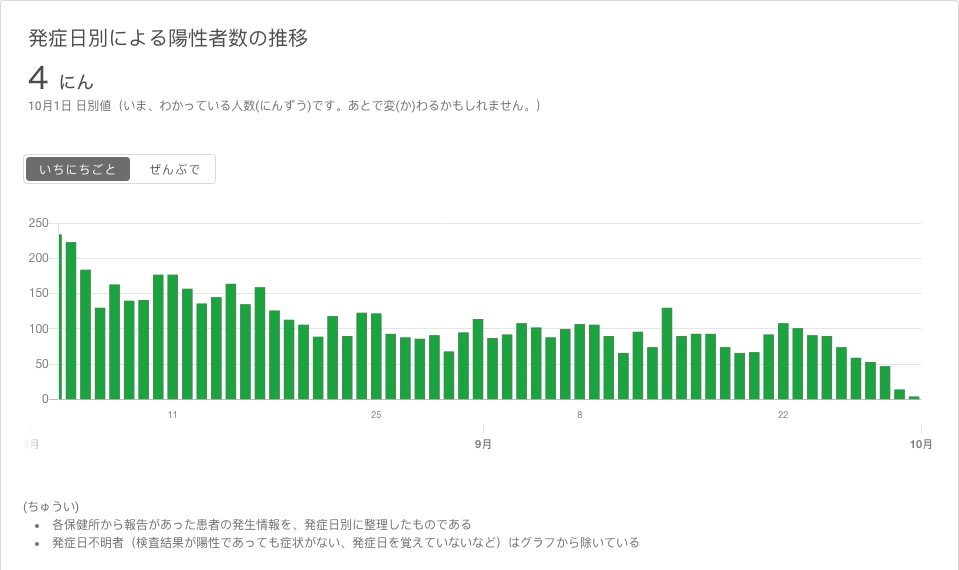 発症日別による陽性者数の推移
4 にん
10月1日 日別値（いま、わかっている人数(にんずう)です。あとで変(か)わるかもしれません。）
いちにちごと ぜんぶで
250
200
150
100
50
0
11 25 8 22
月 9月 10月
(ちゅうい)
• 各保健所から報告があった患者の発生情報を、発症日別に整理したものである
• 発症日不明者（検査結果が陽性であっても症状がない、発症日を覚えていないなど）はグラフから除いている